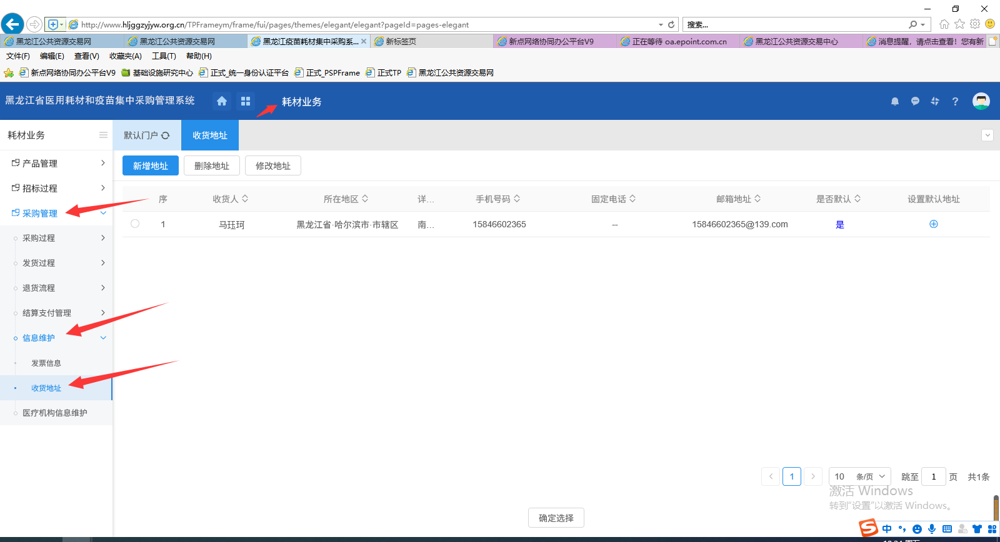 http://www.hljggzyjyw.org.cn/TPFrameym/frame/fui/pages/themes/elegant/elegant?pageId=pages-elegant
搜索...
黑龙江公共资源交易网
黑龙江公共资源交易网
黑龙江疫苗耗材集中采购系...
新标签页
新点网络协同办公平台V9
正在等待 oa.epoint.com.cn
黑龙江公共资源交易中心
消息提醒，请点击查看！您有新
文件(F) 编辑(E) 查看(V) 收藏夹(A) 工具(T) 帮助(H)
新点网络协同办公平台V9 基础设施研究中心 正式_统一身份认证平台 正式_PSPFrame 正式TP 黑龙江公共资源交易网
黑龙江省医用耗材和疫苗集中采购管理系统
耗材业务
耗材业务
默认门户
收货地址
产品管理
招标过程
采购管理
采购过程
发货过程
退货流程
结算支付管理
信息维护
发票信息
收货地址
医疗机构信息维护
新增地址 删除地址 修改地址
序 收货人 所在地区 详... 手机号码 固定电话 邮箱地址 是否默认 设置默认地址
1 马珏珂 黑龙江省·哈尔滨市·市辖区 南... 15846602365 -- 15846602365@139.com 是
1 10 条/页 跳至 1 页 共1条
激活 Windows
转到"设置"以激活 Windows。
确定选择
中